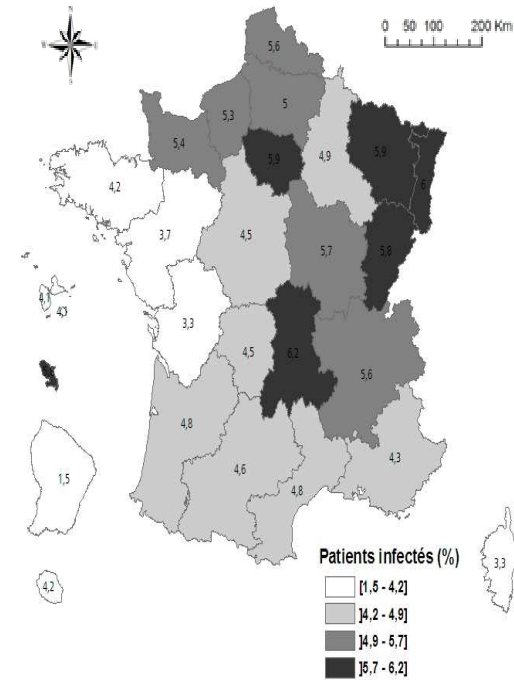 N
W
E
S
0 50 100 200 Km
5,6
5,3
5
5,4
5,9
4,9
5,9
6
4,2
3,7
4,5
5,7
5,8
4,1
4,1
3,3
4,5
6,2
5,6
4,8
4,6
4,8
4,3
1,5
4,2
3,3
Patients infectés (%)
[1,5 - 4,2]
]4,2 - 4,9]
]4,9 - 5,7]
]5,7 - 6,2]